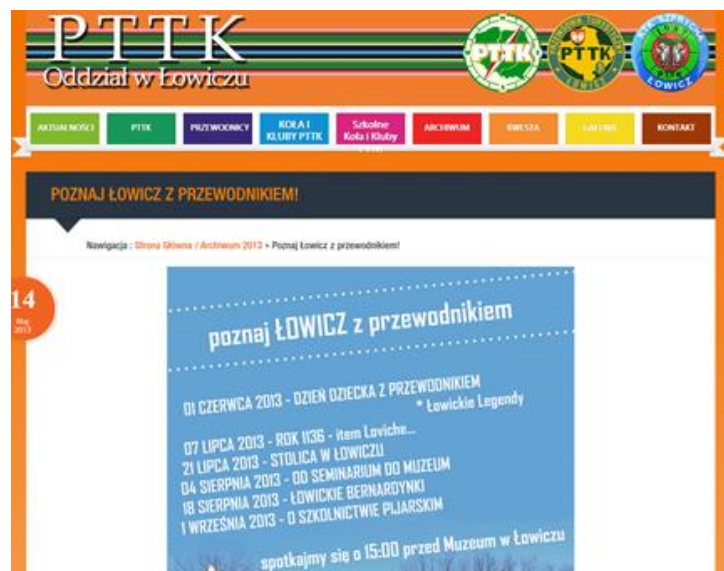 PTTK
Oddział w Łowiczu
PTTK
PTTK
ŁOWICZ
ŁOWICZ
AKTUALNOŚCI
PTTK
PRZEWODNICY
KOŁA I KLUBY PTTK
Szkolne Koła i Kluby
ARCHIWUM
KWESTA
GALERIE
KONTAKT
POZNAJ ŁOWICZ Z PRZEWODNIKIEM!
Nawigacja : Strona Główna / Archiwum 2013 » Poznaj Łowicz z przewodnikiem!
14
Maj
2013
poznaj ŁOWICZ z przewodnikiem
01 CZERWCA 2013 - DZIEŃ DZIECKA Z PRZEWODNIKIEM
* Łowickie Legendy
07 LIPCA 2013 - ROK 1136 - item Loviche...
21 LIPCA 2013 - STOLICA W ŁOWICZU
04 SIERPNIA 2013 - OD SEMINARIUM DO MUZEUM
18 SIERPNIA 2013 - ŁOWICKIE BERNARDYNKI
1 WRZEŚNIA 2013 - O SZKOLNICTWIE PIJARSKIM
spotkajmy się o 15:00 przed Muzeum w Łowiczu